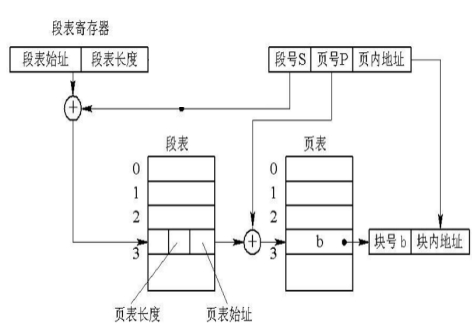 段表寄存器
段表始址 段表长度
段号S 页号P 页内地址
+
段表 页表
0 0
1 1
2 2
3 3
+
b
块号 b 块内地址
页表长度 页表始址